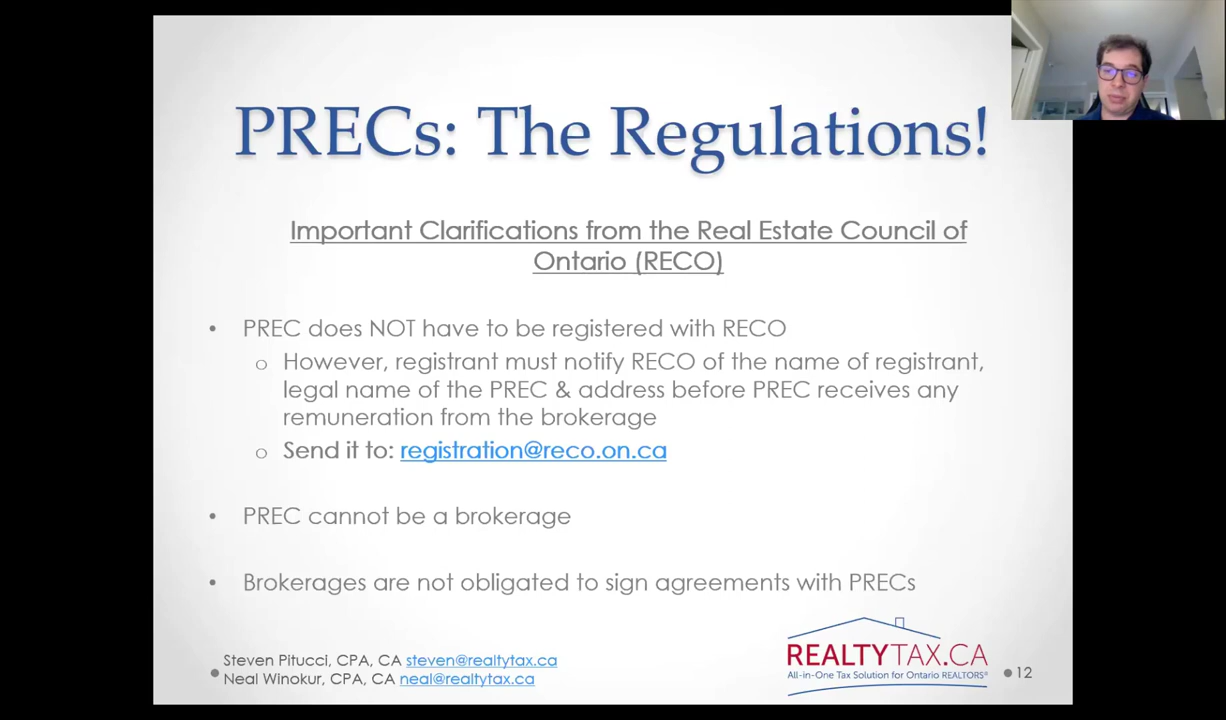 PRECs: The Regulations!
Important Clarifications from the Real Estate Council of
Ontario (RECO)
• PREC does NOT have to be registered with RECO
o However, registrant must notify RECO of the name of registrant,
legal name of the PREC & address before PREC receives any
remuneration from the brokerage
o Send it to: registration@reco.on.ca
• PREC cannot be a brokerage
• Brokerages are not obligated to sign agreements with PRECs
Steven Pitucci, CPA, CA steven@realtytax.ca
Neal Winokur, CPA, CA neal@realtytax.ca
REALTYTAX.CA
All-in-One Tax Solution for Ontario REALTORS®
12